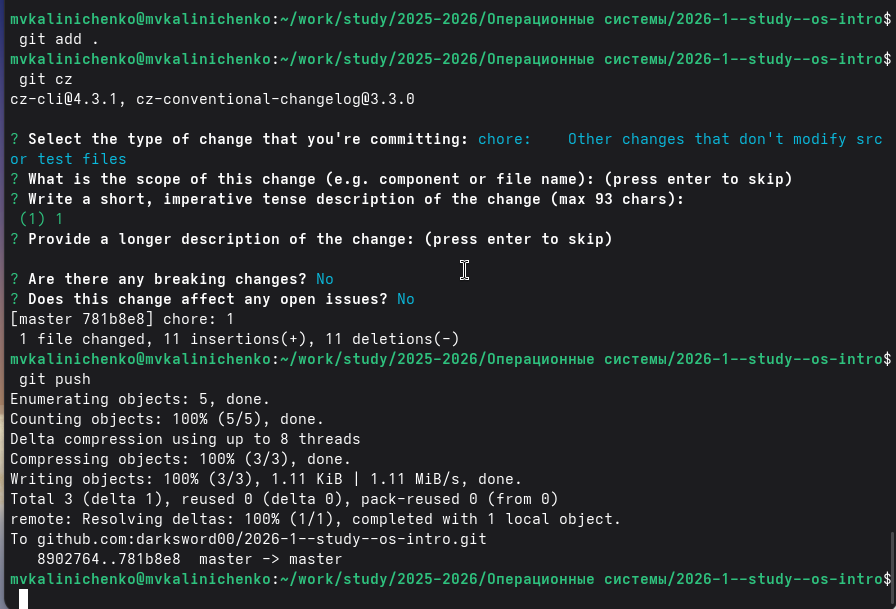 mvkalinichenko@mvkalinichenko:~/work/study/2025-2026/Операционные системы/2026-1--study--os-intro$
git add .
mvkalinichenko@mvkalinichenko:~/work/study/2025-2026/Операционные системы/2026-1--study--os-intro$
git cz
cz-cli@4.3.1, cz-conventional-changelog@3.3.0
? Select the type of change that you're committing: chore:    Other changes that don't modify src
or test files
? What is the scope of this change (e.g. component or file name): (press enter to skip)
? Write a short, imperative tense description of the change (max 93 chars):
(1) 1
? Provide a longer description of the change: (press enter to skip)
? Are there any breaking changes? No
? Does this change affect any open issues? No
[master 781b8e8] chore: 1
1 file changed, 11 insertions(+), 11 deletions(-)
mvkalinichenko@mvkalinichenko:~/work/study/2025-2026/Операционные системы/2026-1--study--os-intro$
git push
Enumerating objects: 5, done.
Counting objects: 100% (5/5), done.
Delta compression using up to 8 threads
Compressing objects: 100% (3/3), done.
Writing objects: 100% (3/3), 1.11 KiB | 1.11 MiB/s, done.
Total 3 (delta 1), reused 0 (delta 0), pack-reused 0 (from 0)
remote: Resolving deltas: 100% (1/1), completed with 1 local object.
To github.com:darksword00/2026-1--study--os-intro.git
8902764..781b8e8  master -> master
mvkalinichenko@mvkalinichenko:~/work/study/2025-2026/Операционные системы/2026-1--study--os-intro$